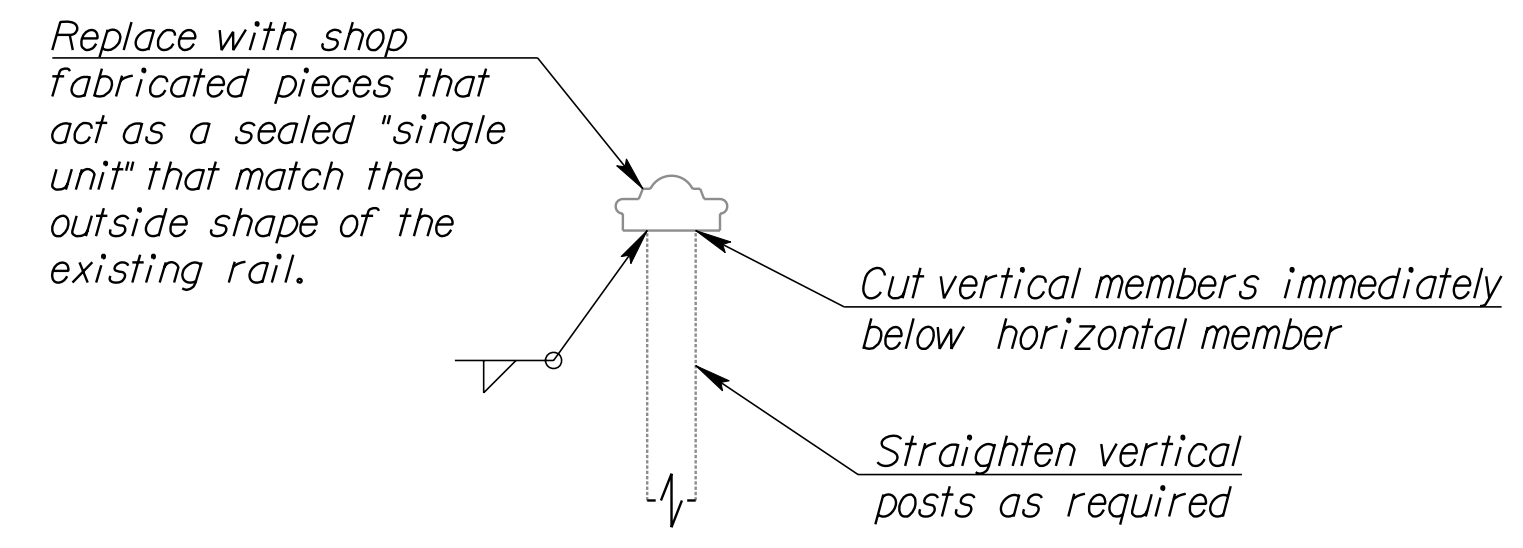 Replace with shop
fabricated pieces that
act as a sealed "single
unit" that match the
outside shape of the
existing rail.
Cut vertical members immediately
below horizontal member
Straighten vertical
posts as required